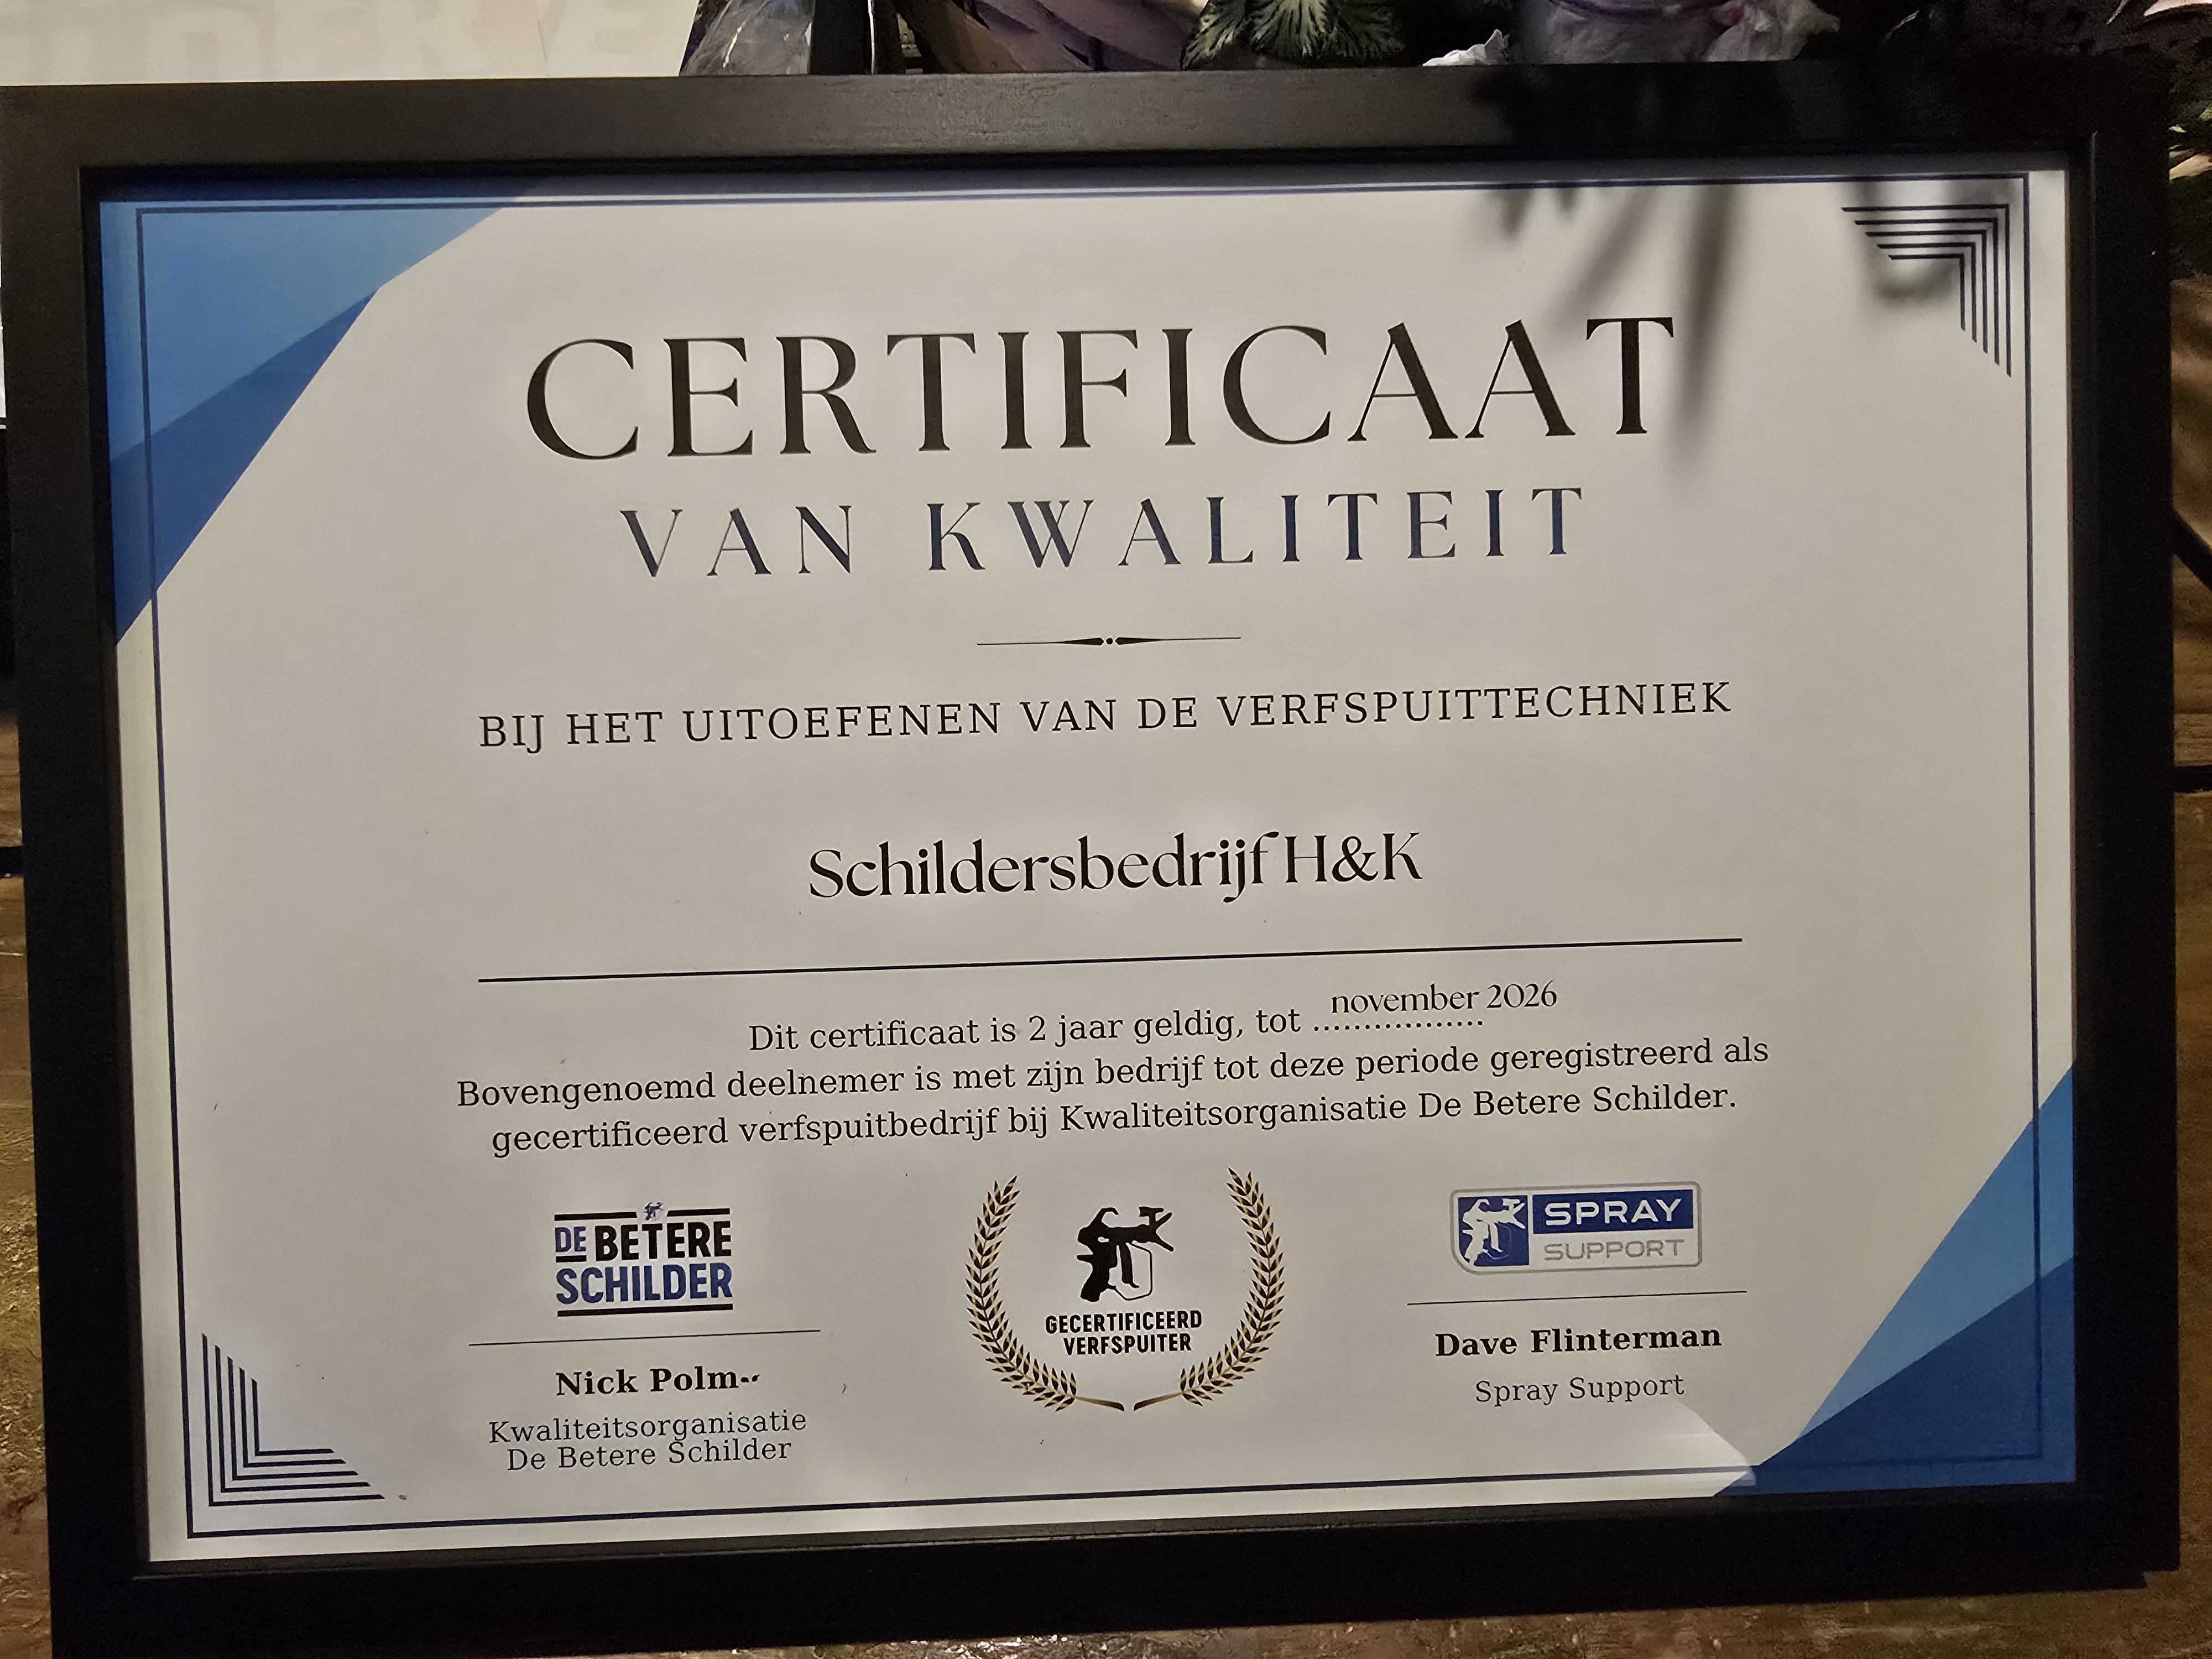 CERTIFICAAT
VAN KWALITEIT
BIJ HET UITOEFENEN VAN DE VERFSPUITTECHNIEK
Schildersbedrijf H&K
november 2026
Dit certificaat is 2 jaar geldig, tot .................
Bovengenoemd deelnemer is met zijn bedrijf tot deze periode geregistreerd als
gecertificeerd verfspuitbedrijf bij Kwaliteitsorganisatie De Betere Schilder.
DE BETERE
SCHILDER
Nick
Kwaliteitsorganisatie
De Betere Schilder
GECERTIFICEERD
VERFSPUITER
SPRAY
SUPPORT
Dave Flinterman
Spray Support